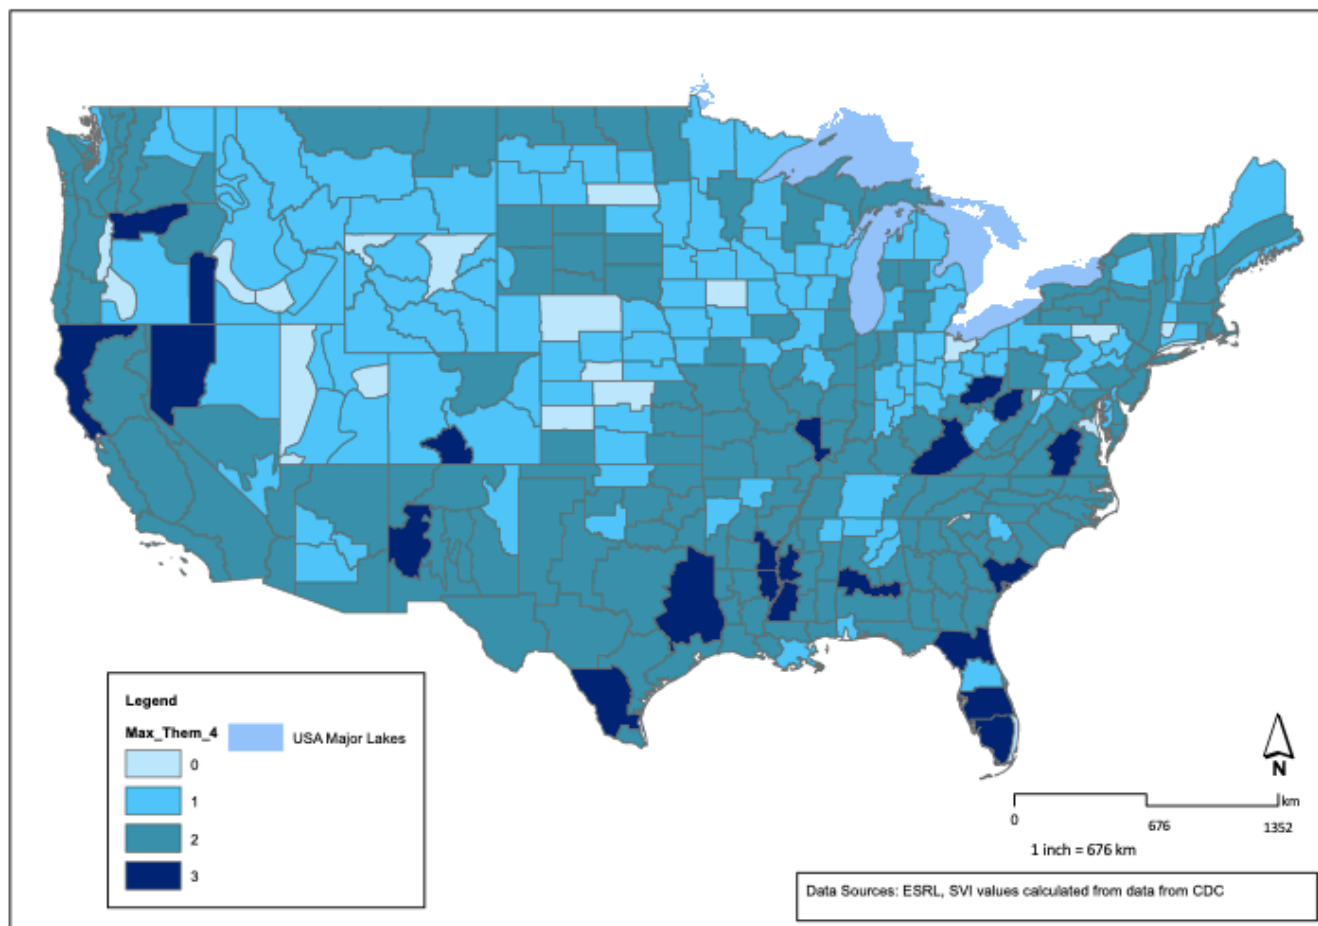 Legend
Max_Them_4
USA Major Lakes
0
1
2
3
N
km
0
676
1352
1 inch = 676 km
Data Sources: ESRL, SVI values calculated from data from CDC